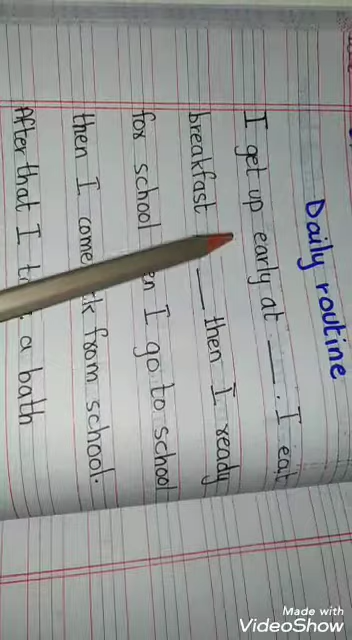 Daily routine
I get up early at ___. I eat
breakfast ___ then I ready
for school I go to school
then I come from school.
After that I a bath
Made with
VideoShow